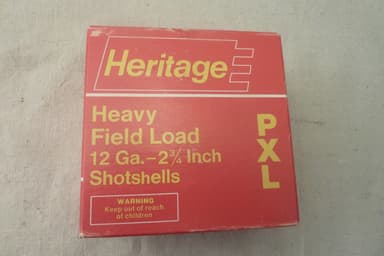 Heritage
Heavy
Field Load
12 Ga.–2¾ Inch
Shotshells
PXL
WARNING
Keep out of reach
of children